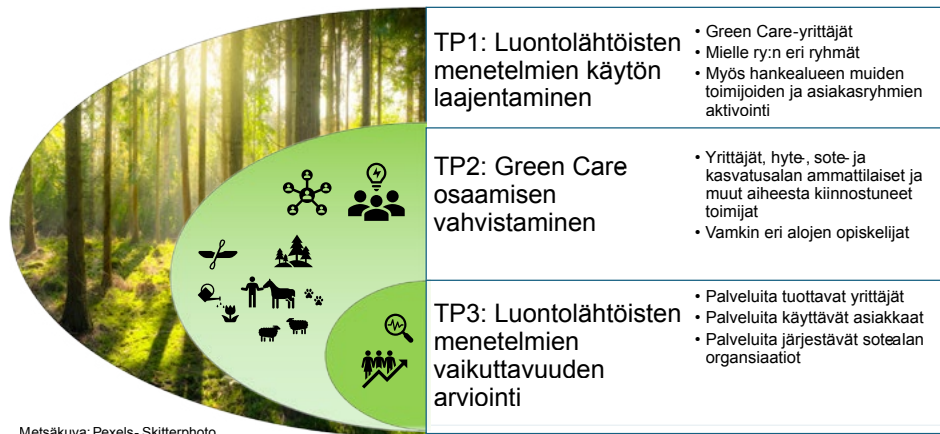 TP1: Luontolähtöisten
menetelmien käytön
laajentaminen
• Green Care-yrittäjät
• Mielle ry:n eri ryhmät
• Myös hankealueen muiden
toimijoiden ja asiakasryhmien
aktivointi
TP2: Green Care
osaamisen
vahvistaminen
• Yrittäjät, hyte-, sote- ja
kasvatusalan ammattilaiset ja
muut aiheesta kiinnostuneet
toimijat
• Vamkin eri alojen opiskelijat
TP3: Luontolähtöisten
menetelmien
vaikuttavuuden
arviointi
• Palveluita tuottavat yrittäjät
• Palveluita käyttävät asiakkaat
• Palveluita järjestävät sotealan
organsiaatiot
Metsäkuva: Pexels- Skitterphoto